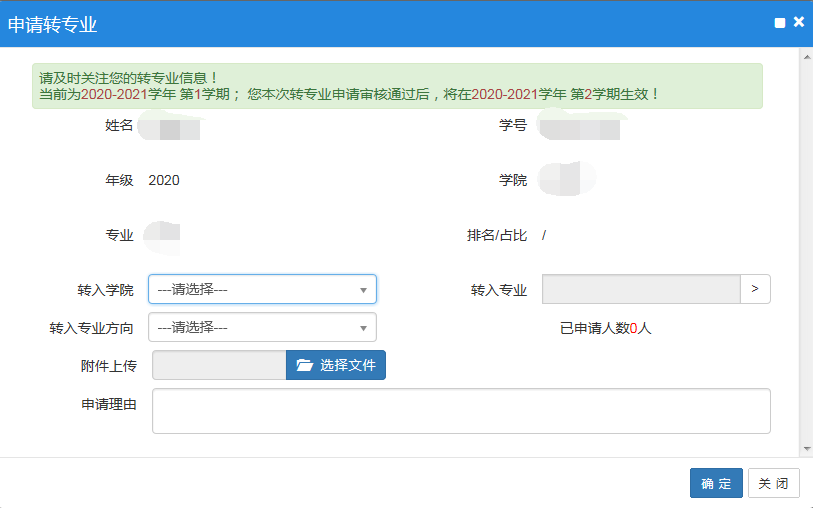 申请转专业
请及时关注您的转专业信息！
当前为2020-2021学年 第1学期； 您本次转专业申请审核通过后，将在2020-2021学年 第2学期生效！
姓名 学号
年级 2020 学院
专业 排名/占比 /
转入学院 ---请选择--- 转入专业 >
转入专业方向 ---请选择--- 已申请人数0人
附件上传 选择文件
申请理由
确 定 关 闭